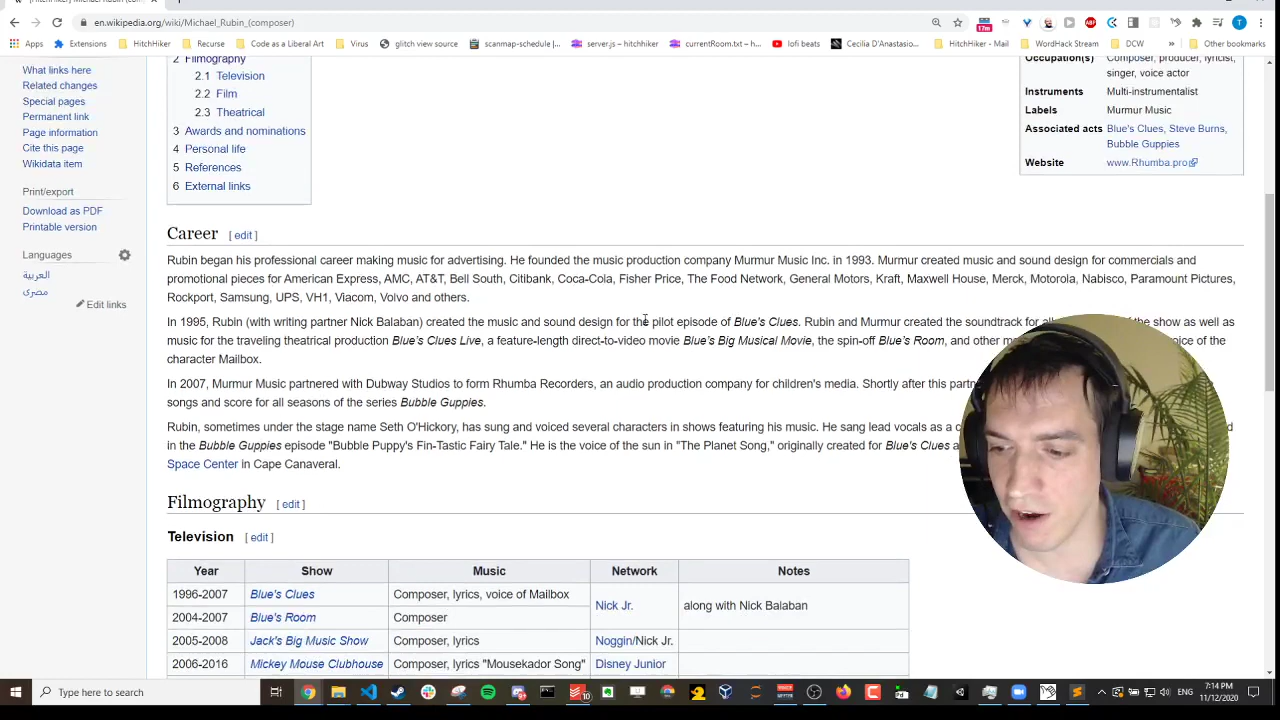 [HitchHiker] Michael Rubin (composer)
en.wikipedia.org/wiki/Michael_Rubin_(composer)
17m
ABP
T
Apps
Extensions
HitchHiker
Recurse
Code as a Liberal Art
Virus
glitch view source
scanmap-schedule [...
server.js – hitchhiker
currentRoom.txt – h...
lofi beats
Cecilia D'Anastasio...
HitchHiker - Mail
WordHack Stream
DCW
»
Other bookmarks
What links here
Related changes
Special pages
Permanent link
Page information
Cite this page
Wikidata item
Print/export
Download as PDF
Printable version
Languages
العربية
مصرى
Edit links
2 Filmography
2.1 Television
2.2 Film
2.3 Theatrical
3 Awards and nominations
4 Personal life
5 References
6 External links
Occupation(s) Composer, producer, lyricist,
singer, voice actor
Instruments Multi-instrumentalist
Labels Murmur Music
Associated acts Blue's Clues, Steve Burns,
Bubble Guppies
Website www.Rhumba.pro
Career [ edit ]
Rubin began his professional career making music for advertising. He founded the music production company Murmur Music Inc. in 1993. Murmur created music and sound design for commercials and
promotional pieces for American Express, AMC, AT&T, Bell South, Citibank, Coca-Cola, Fisher Price, The Food Network, General Motors, Kraft, Maxwell House, Merck, Motorola, Nabisco, Paramount Pictures,
Rockport, Samsung, UPS, VH1, Viacom, Volvo and others.
In 1995, Rubin (with writing partner Nick Balaban) created the music and sound design for the pilot episode of Blue's Clues. Rubin and Murmur created the soundtrack for of the show as well as
music for the traveling theatrical production Blue's Clues Live, a feature-length direct-to-video movie Blue's Big Musical Movie, the spin-off Blue's Room, and other of the
character Mailbox.
In 2007, Murmur Music partnered with Dubway Studios to form Rhumba Recorders, an audio production company for children's media. Shortly after this
songs and score for all seasons of the series Bubble Guppies.
Rubin, sometimes under the stage name Seth O'Hickory, has sung and voiced several characters in shows featuring his music. He sang lead vocals as a
in the Bubble Guppies episode "Bubble Puppy's Fin-Tastic Fairy Tale." He is the voice of the sun in "The Planet Song," originally created for Blue's Clues
Space Center in Cape Canaveral.
Filmography [ edit ]
Television [ edit ]
Year Show Music Network Notes
1996-2007 Blue's Clues Composer, lyrics, voice of Mailbox Nick Jr. along with Nick Balaban
2004-2007 Blue's Room Composer
2005-2008 Jack's Big Music Show Composer, lyrics Noggin/Nick Jr.
2006-2016 Mickey Mouse Clubhouse Composer, lyrics "Mousekador Song" Disney Junior
Type here to search
10
ENG
7:14 PM
11/12/2020